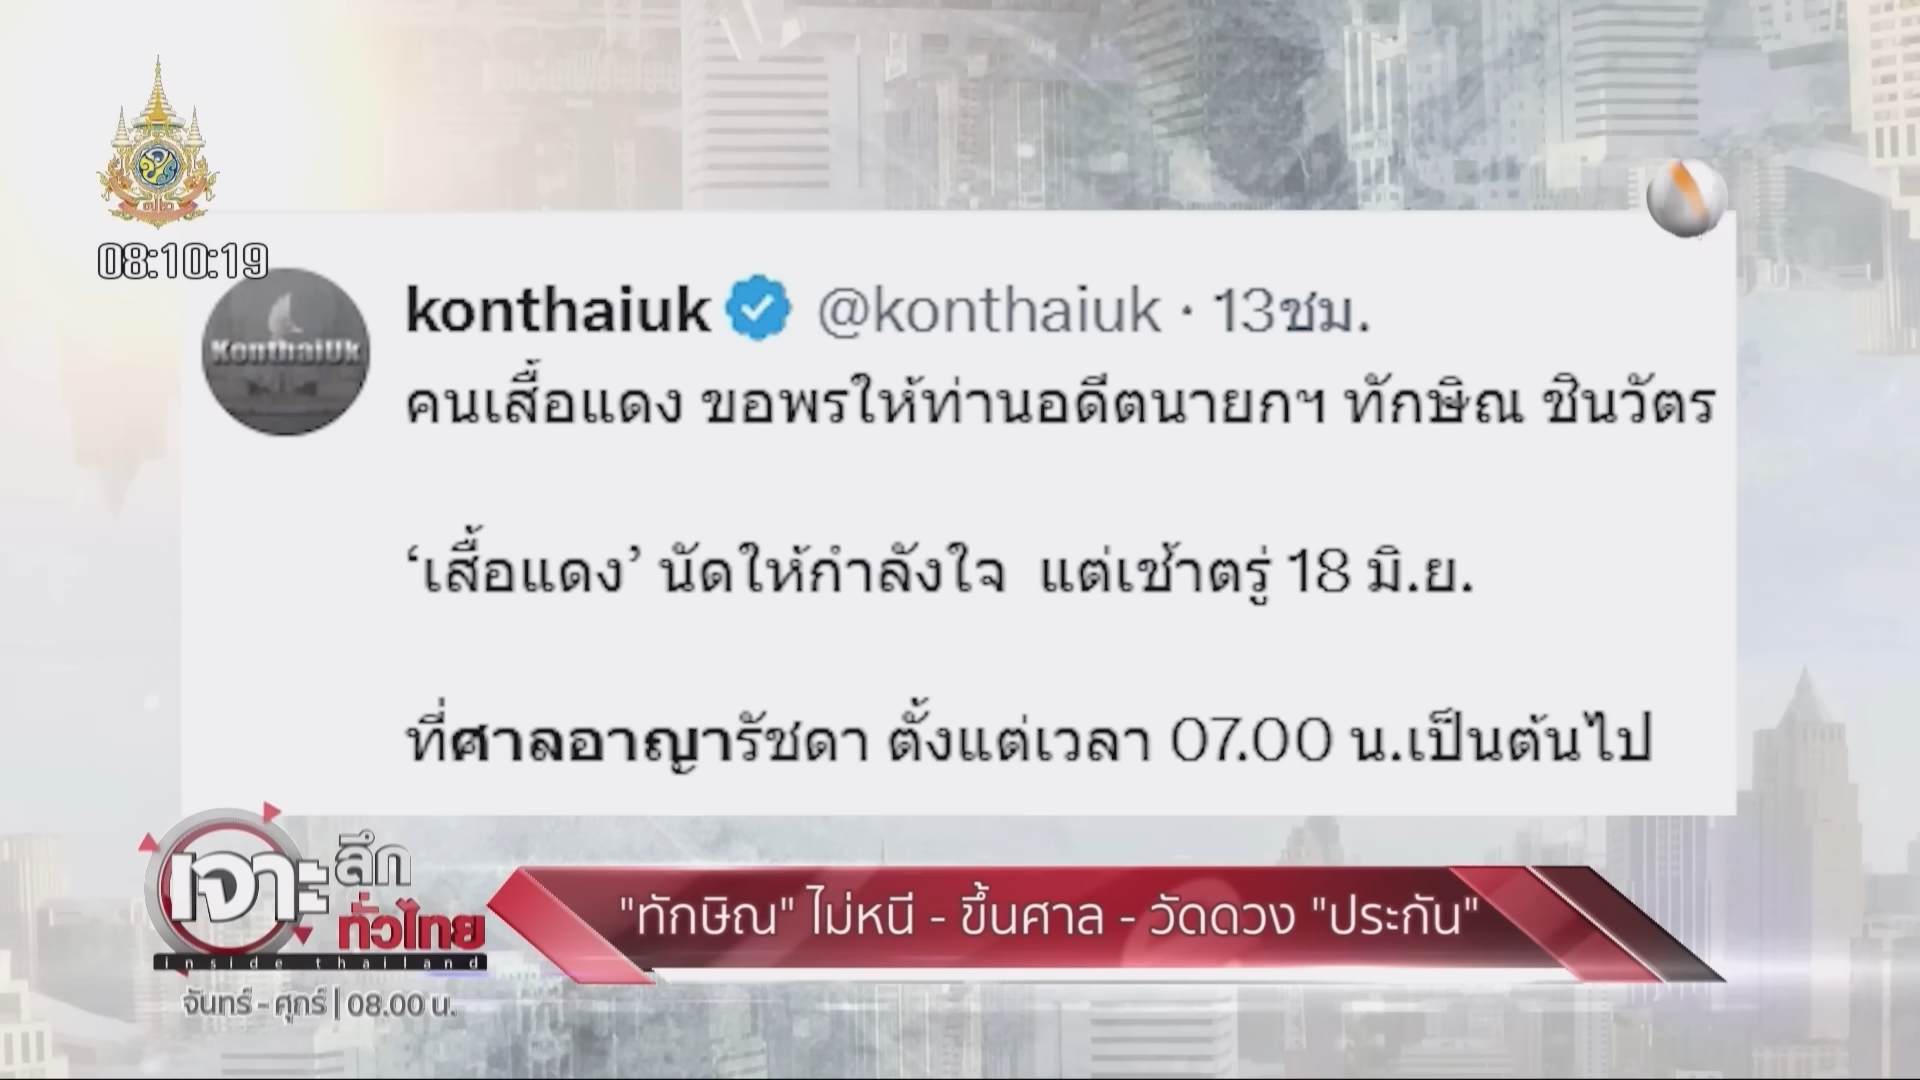 ๗๒
08:10:19
KonthaiUk
konthaiuk @konthaiuk · 13ชม.
คนเสื้อแดง ขอพรให้ท่านอดีตนายกฯ ทักษิณ ชินวัตร
‘เสื้อแดง’ นัดให้กำลังใจ แต่เช้าตรู่ 18 มิ.ย.
ที่ศาลอาญารัชดา ตั้งแต่เวลา 07.00 น.เป็นต้นไป
เจาะลึกทั่วไทย
inside thailand
จันทร์ - ศุกร์ | 08.00 น.
"ทักษิณ" ไม่หนี - ขึ้นศาล - วัดดวง "ประกัน"